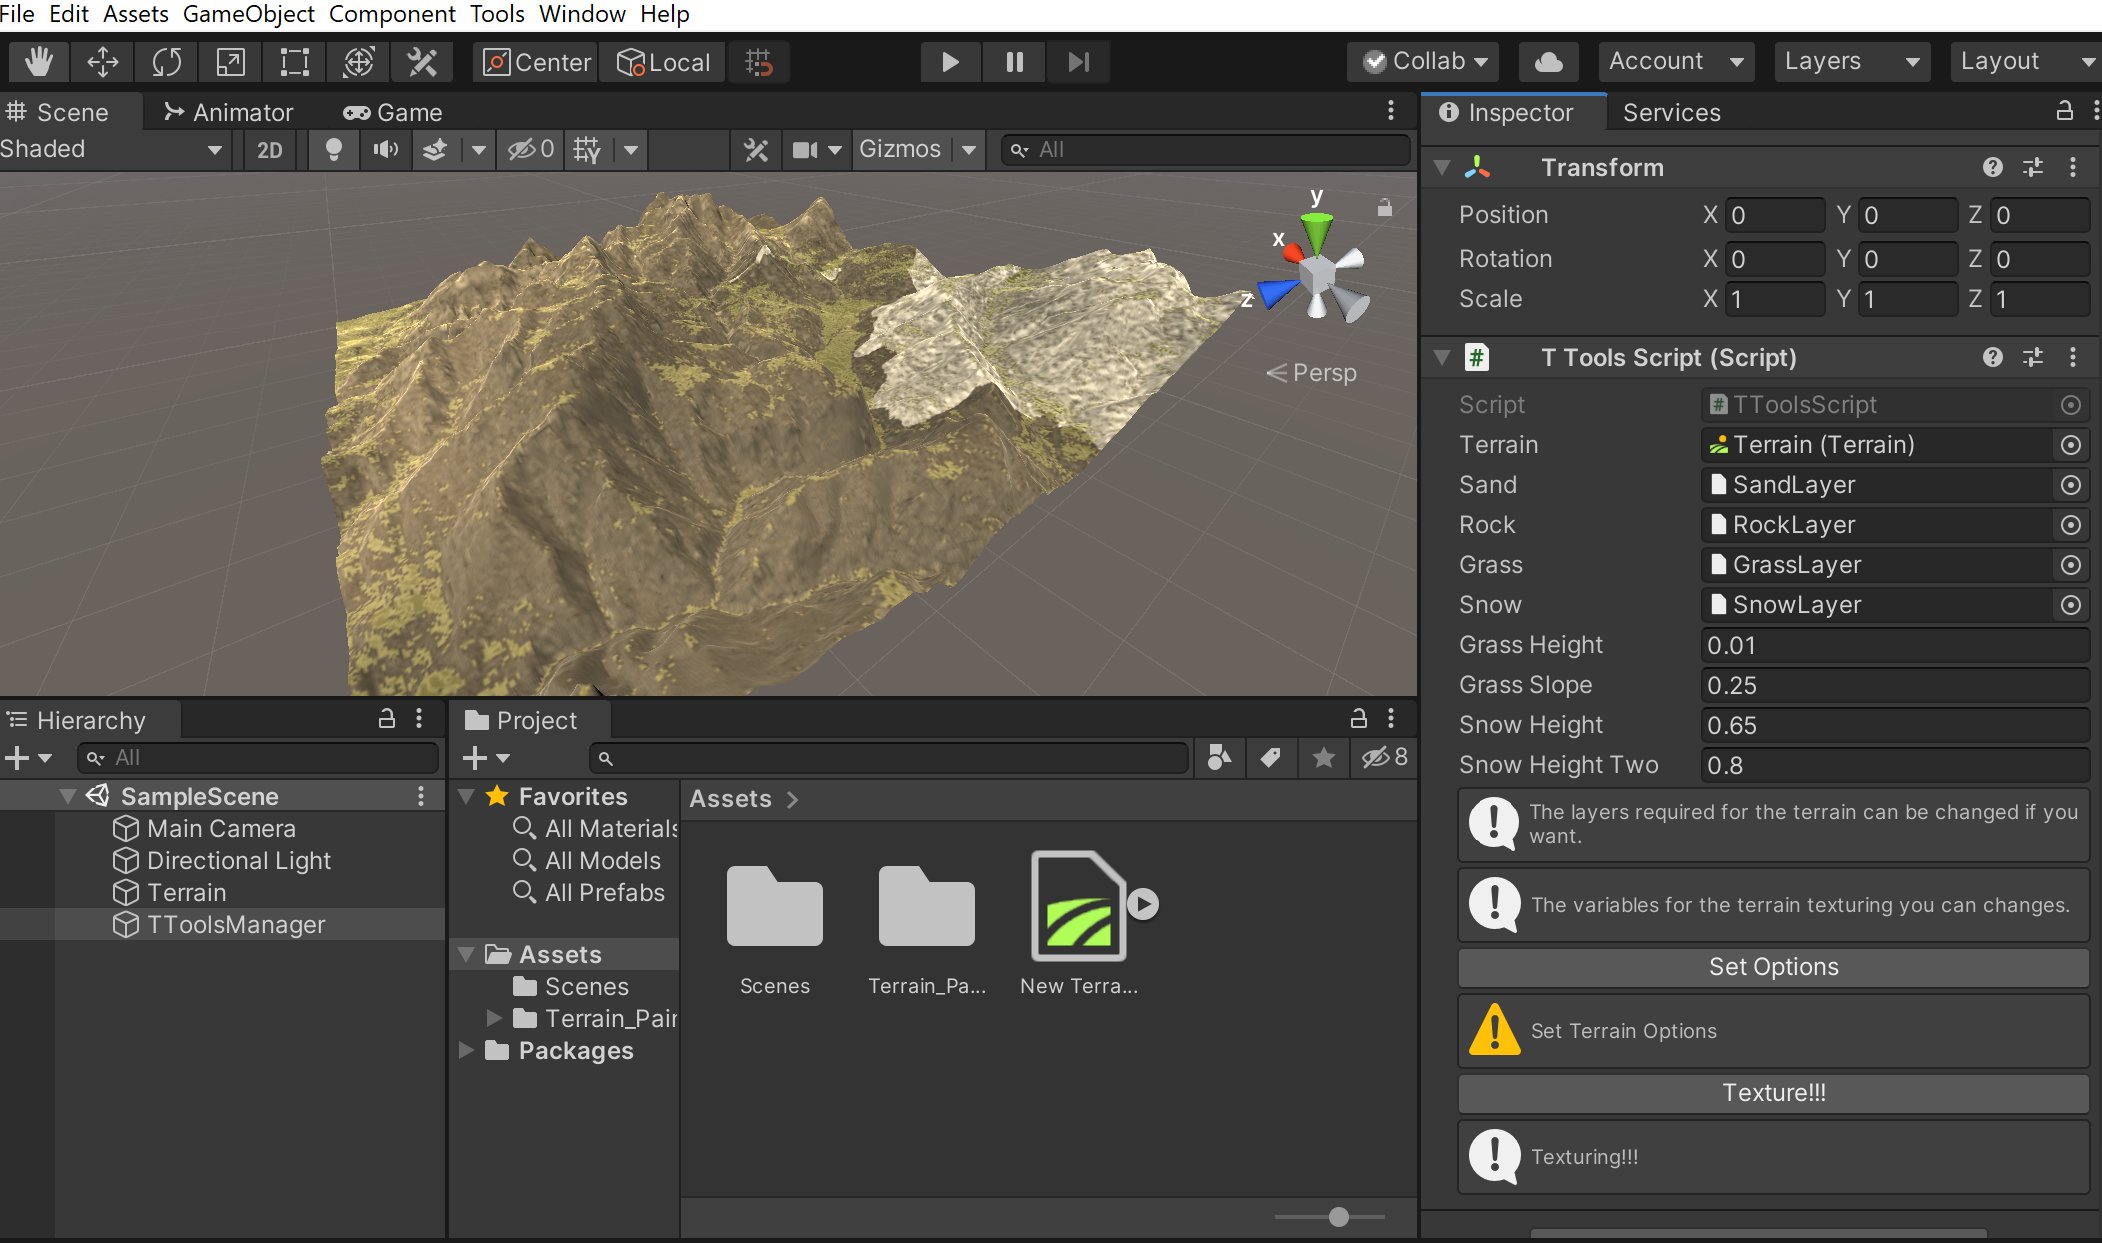 File Edit Assets GameObject Component Tools Window Help
Center Local Collab Account Layers Layout
Scene Animator Game
Shaded 2D 0 Gizmos All
y
x
z
Persp
Inspector Services
Transform
Position X 0 Y 0 Z 0
Rotation X 0 Y 0 Z 0
Scale X 1 Y 1 Z 1
# T Tools Script (Script)
Script # TToolsScript
Terrain Terrain (Terrain)
Sand SandLayer
Rock RockLayer
Grass GrassLayer
Snow SnowLayer
Grass Height 0.01
Grass Slope 0.25
Snow Height 0.65
Snow Height Two 0.8
The layers required for the terrain can be changed if you
want.
The variables for the terrain texturing you can changes.
Set Options
Set Terrain Options
Texture!!!
Texturing!!!
Hierarchy
All
SampleScene
Main Camera
Directional Light
Terrain
TToolsManager
Project
8
Favorites
All Materials
All Models
All Prefabs
Assets
Scenes
Terrain_Pain
Packages
Assets >
Scenes Terrain_Pa... New Terra...